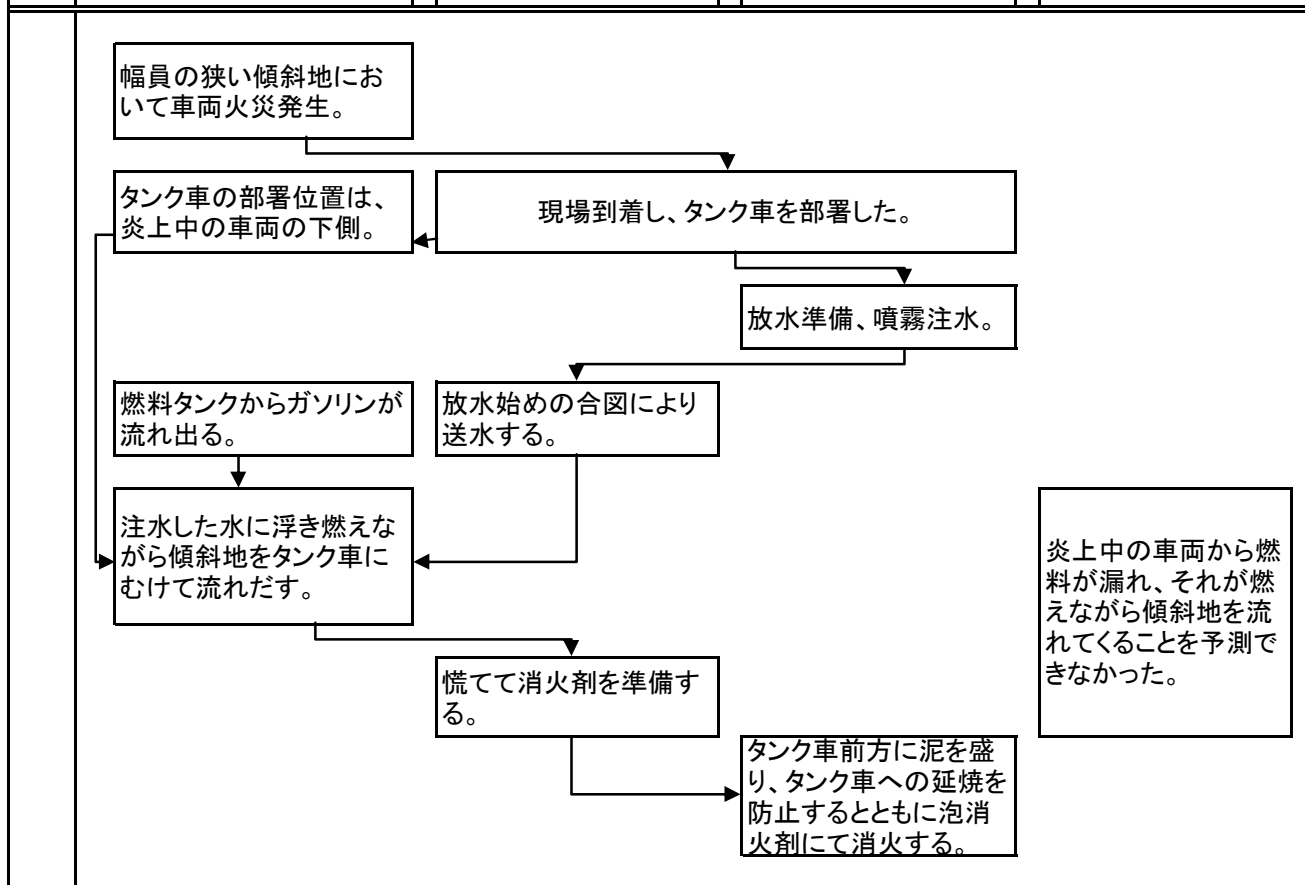 幅員の狭い傾斜地にお
いて車両火災発生。
タンク車の部署位置は、
炎上中の車両の下側。
現場到着し、タンク車を部署した。
放水準備、噴霧注水。
燃料タンクからガソリンが
流れ出る。
放水始めの合図により
送水する。
注水した水に浮き燃えな
がら傾斜地をタンク車に
むけて流れだす。
炎上中の車両から燃
料が漏れ、それが燃
えながら傾斜地を流
れてくることを予測で
きなかった。
慌てて消火剤を準備す
る。
タンク車前方に泥を盛
り、タンク車への延焼を
防止するとともに泡消
火剤にて消火する。